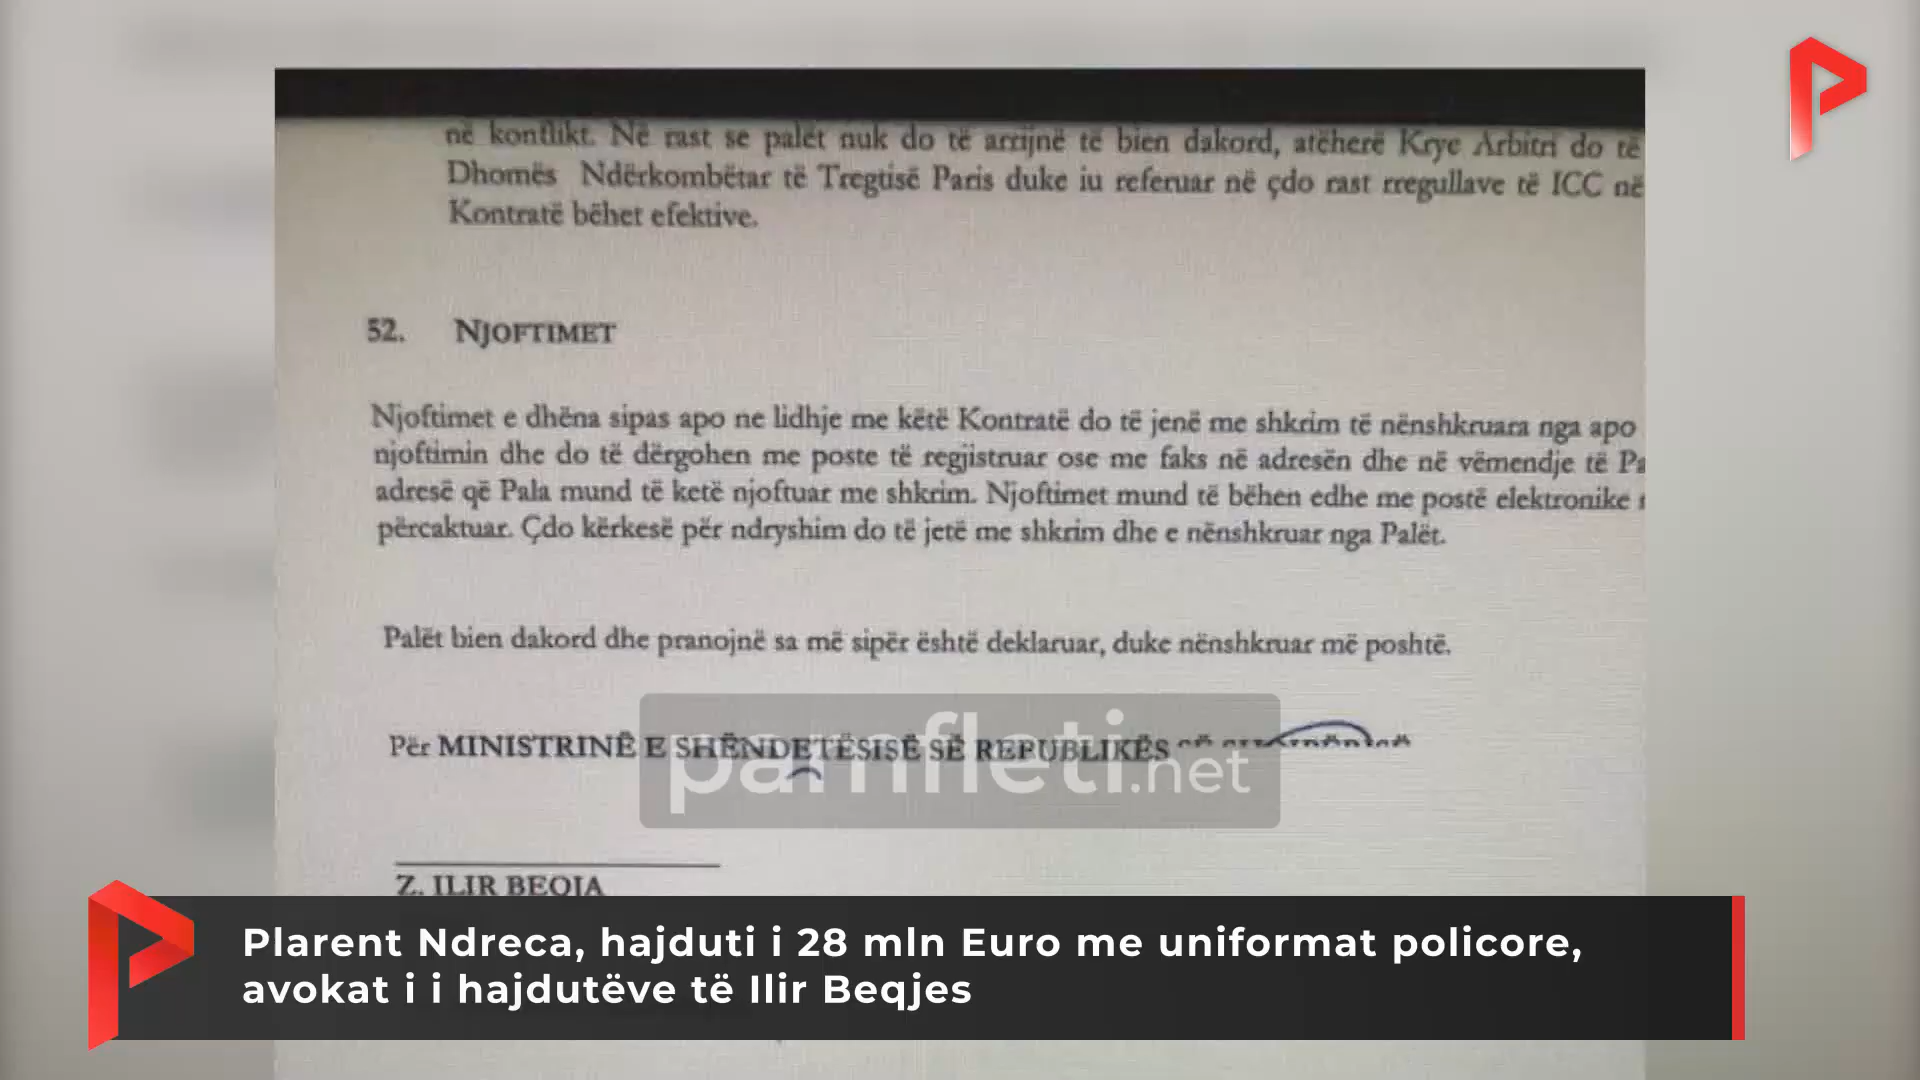 në konflikt. Në rast se palët nuk do të arrijnë të bien dakord, atëherë Krye Arbitri do të
Dhomës Ndërkombëtar të Tregtisë Paris duke iu referuar në çdo rast rregullave të ICC në
Kontratë bëhet efektive.
52. NJOFTIMET
Njoftimet e dhëna sipas apo ne lidhje me këtë Kontratë do të jenë me shkrim të nënshkruara nga apo
njoftimin dhe do të dërgohen me poste të regjistruar ose me faks në adresën dhe në vëmendje të
adresë që Pala mund të ketë njoftuar me shkrim. Njoftimet mund të bëhen edhe me postë elektronike
përcaktuar. Çdo kërkesë për ndryshim do të jetë me shkrim dhe e nënshkruar nga Palët.
Palët bien dakord dhe pranojnë sa më sipër është deklaruar, duke nënshkruar më poshtë.
Për MINISTRINË E SHËNDETËSISË SË REPUBLIKËS
pamfleti.net
Z. ILIR BEQJA
Plarent Ndreca, hajduti i 28 mln Euro me uniformat policore,
avokat i i hajdutëve të Ilir Beqjes